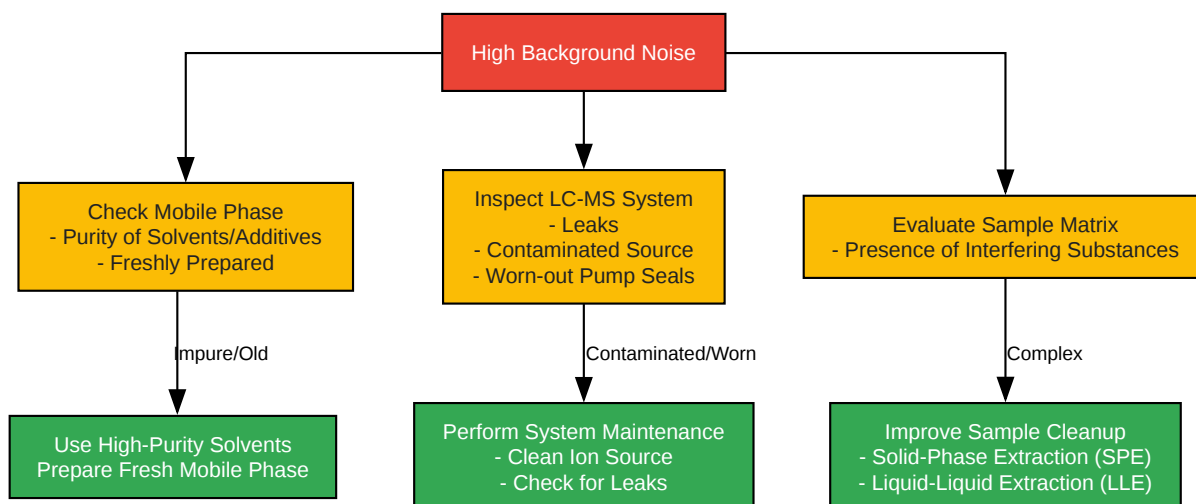 High Background Noise
Check Mobile Phase
- Purity of Solvents/Additives
- Freshly Prepared
Inspect LC-MS System
- Leaks
- Contaminated Source
- Worn-out Pump Seals
Evaluate Sample Matrix
- Presence of Interfering Substances
Impure/Old
Contaminated/Worn
Complex
Use High-Purity Solvents
Prepare Fresh Mobile Phase
Perform System Maintenance
- Clean Ion Source
- Check for Leaks
Improve Sample Cleanup
- Solid-Phase Extraction (SPE)
- Liquid-Liquid Extraction (LLE)